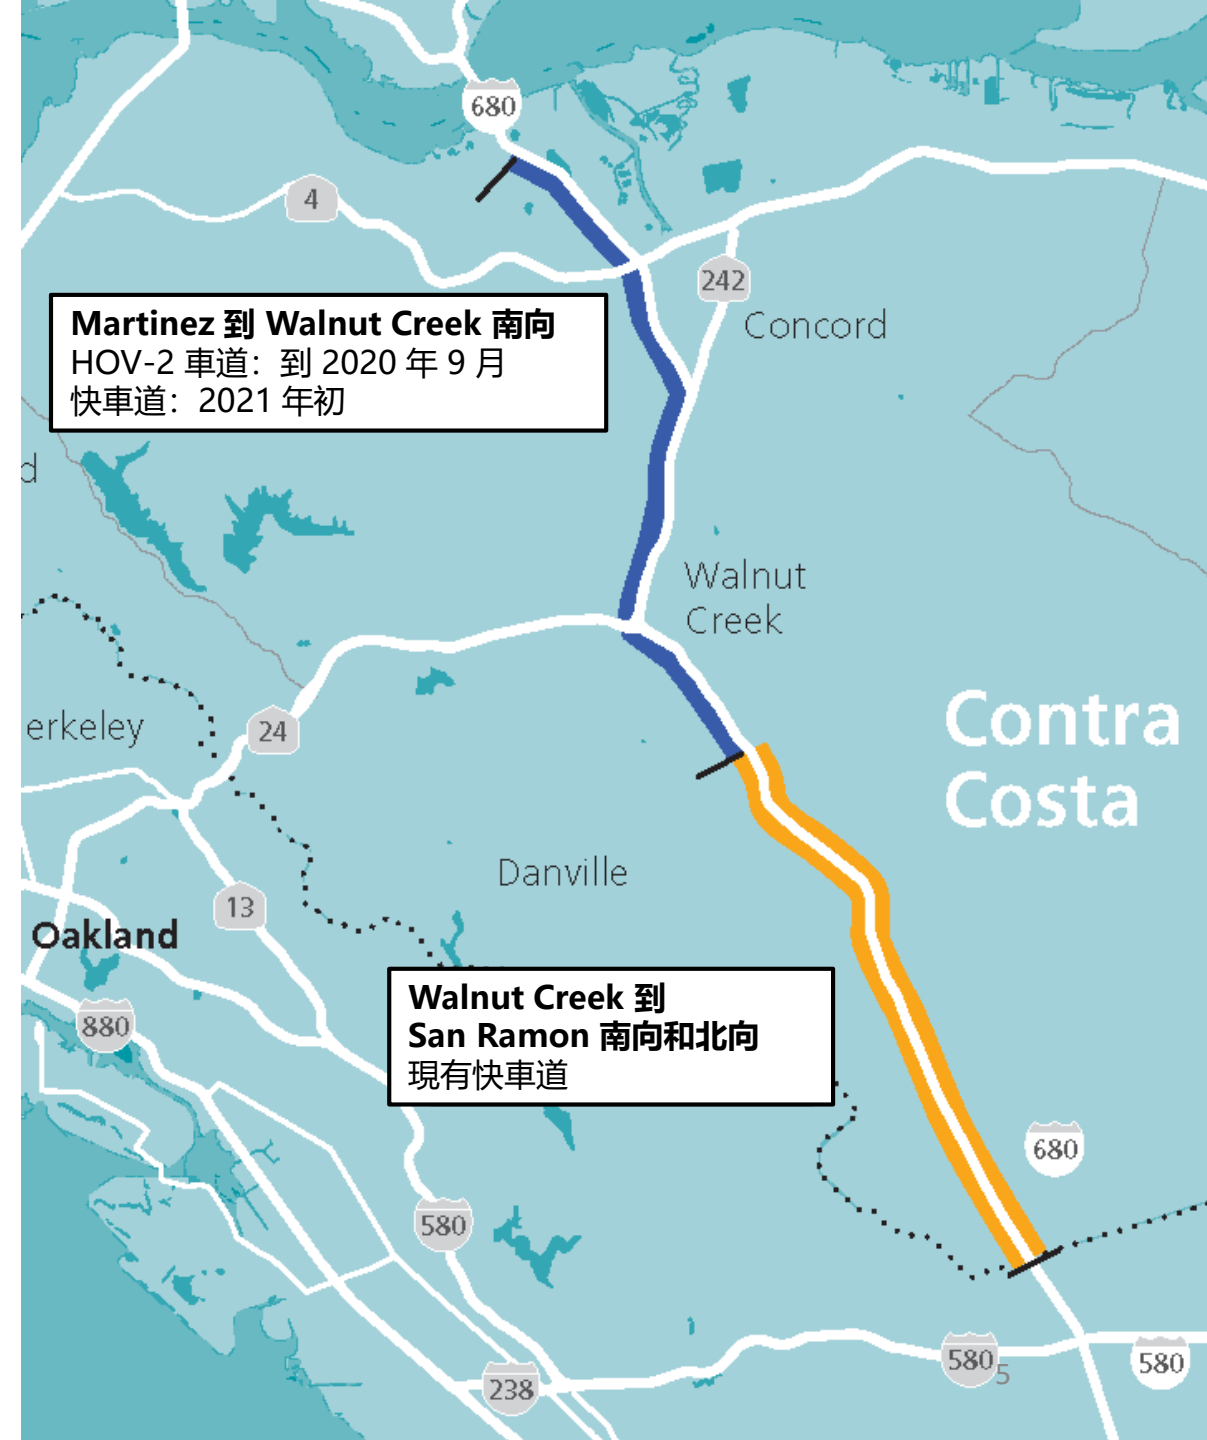 680
4
242
Concord
Martinez 到 Walnut Creek 南向
HOV-2 車道：到 2020 年 9 月
快車道：2021 年初
d
Walnut
Creek
Contra
Costa
erkeley
24
Danville
13
Oakland
Walnut Creek 到
San Ramon 南向和北向
現有快車道
880
680
580
580
5
580
238